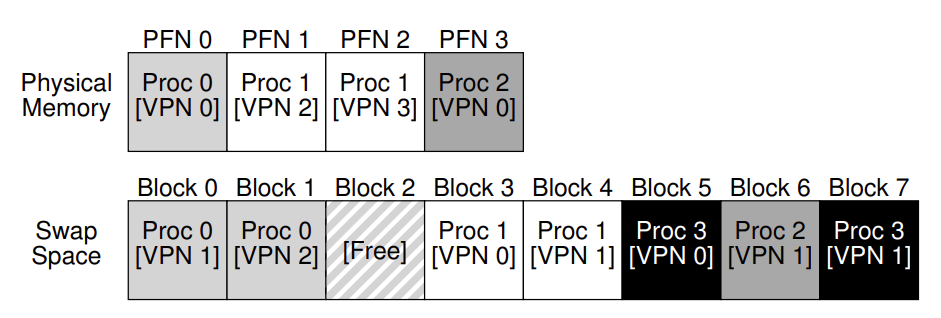 PFN 0 PFN 1 PFN 2 PFN 3
Physical Memory
Proc 0 [VPN 0]
Proc 1 [VPN 2]
Proc 1 [VPN 3]
Proc 2 [VPN 0]
Block 0 Block 1 Block 2 Block 3 Block 4 Block 5 Block 6 Block 7
Swap Space
Proc 0 [VPN 1]
Proc 0 [VPN 2]
[Free]
Proc 1 [VPN 0]
Proc 1 [VPN 1]
Proc 3 [VPN 0]
Proc 2 [VPN 1]
Proc 3 [VPN 1]